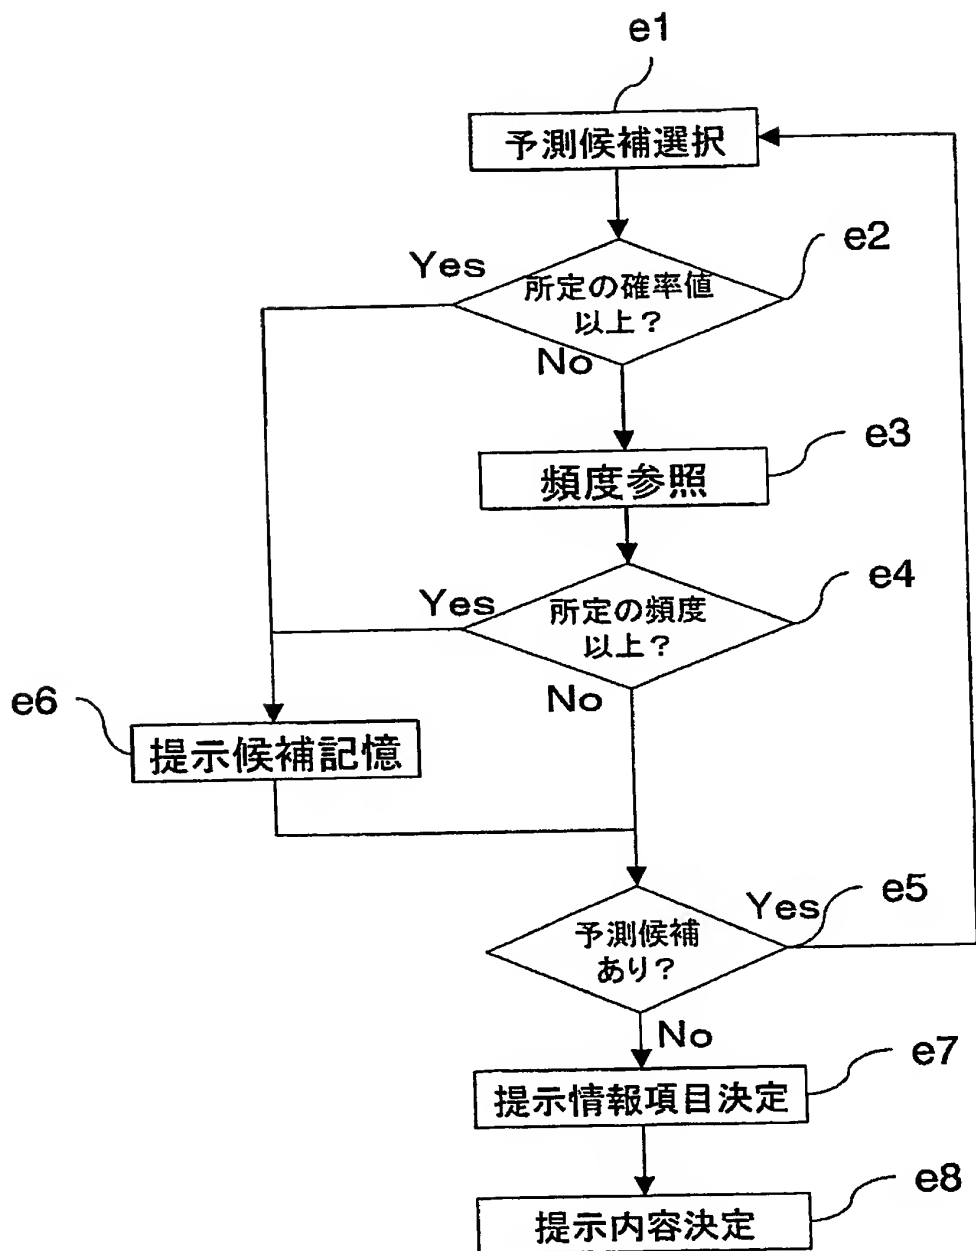 e1
予測候補選択
e2
Yes
所定の確率値
以上?
No
e3
頻度参照
e4
Yes
所定の頻度
以上?
No
e6
提示候補記憶
e5
Yes
予測候補
あり?
No
e7
提示情報項目決定
e8
提示内容決定